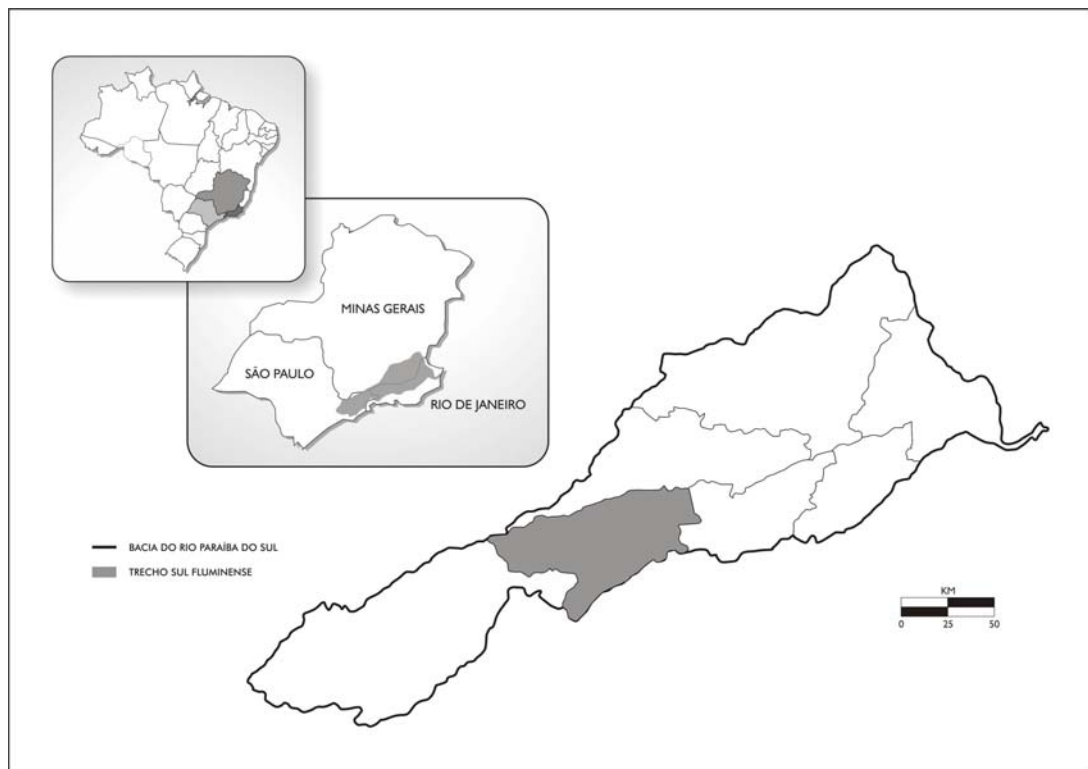 MINAS GERAIS
SÃO PAULO
RIO DE JANEIRO
BACIA DO RIO PARAÍBA DO SUL
TRECHO SUL FLUMINENSE
KM
0 25 50